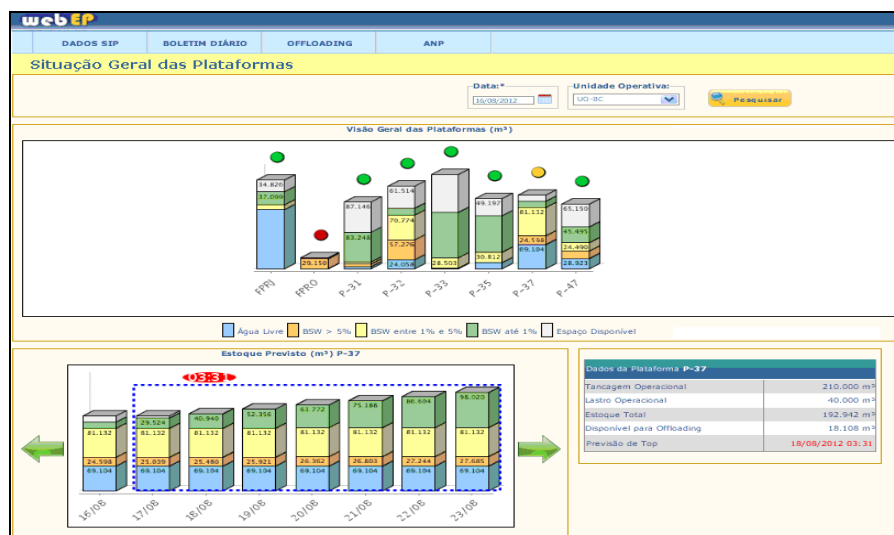 web EP
DADOS SIP BOLETIM DIÁRIO OFFLOADING ANP
Situação Geral das Plataformas
Data:* Unidade Operativa:
16/08/2012 UO-BC Pesquisar
Visão Geral das Plataformas (m³)
34.826 37.099
29.150
87.146 83.248
61.514 70.774 57.276 24.054
28.503
49.197 30.812
81.132 24.598 69.104
65.150 45.495 24.490 28.923
FPRJ FPRO P-31 P-32 P-33 P-35 P-37 P-47
Água Livre BSW > 5% BSW entre 1% e 5% BSW até 1% Espaço Disponível
Estoque Previsto (m³) P-37
03:31
29.524 40.940 52.356 63.772 75.188 86.604 98.020
81.132 81.132 81.132 81.132 81.132 81.132 81.132 81.132
24.598 25.039 25.480 25.921 26.362 26.803 27.244 27.685
69.104 69.104 69.104 69.104 69.104 69.104 69.104 69.104
16/08 17/08 18/08 19/08 20/08 21/08 22/08 23/08
Dados da Plataforma P-37
Tancagem Operacional 210.000 m³
Lastro Operacional 40.000 m³
Estoque Total 192.942 m³
Disponível para Offloading 18.108 m³
Previsão de Top 18/08/2012 03:31